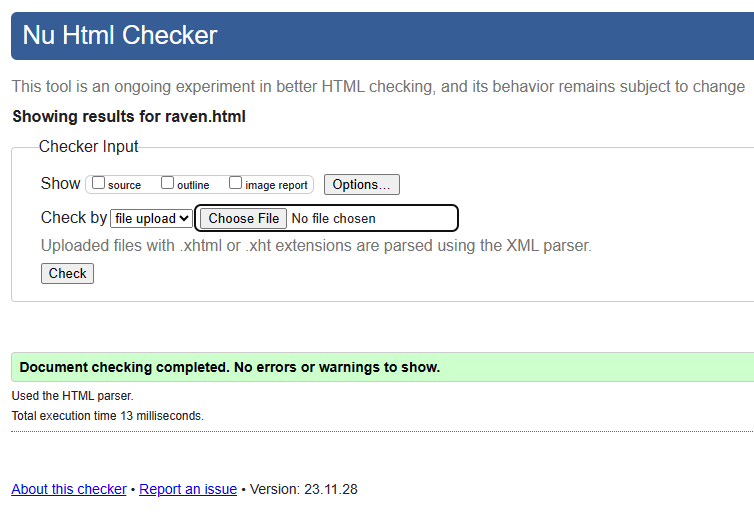 Nu Html Checker
This tool is an ongoing experiment in better HTML checking, and its behavior remains subject to change
Showing results for raven.html
Checker Input
Show source outline image report Options...
Check by file upload Choose File No file chosen
Uploaded files with .xhtml or .xht extensions are parsed using the XML parser.
Check
Document checking completed. No errors or warnings to show.
Used the HTML parser.
Total execution time 13 milliseconds.
About this checker • Report an issue • Version: 23.11.28